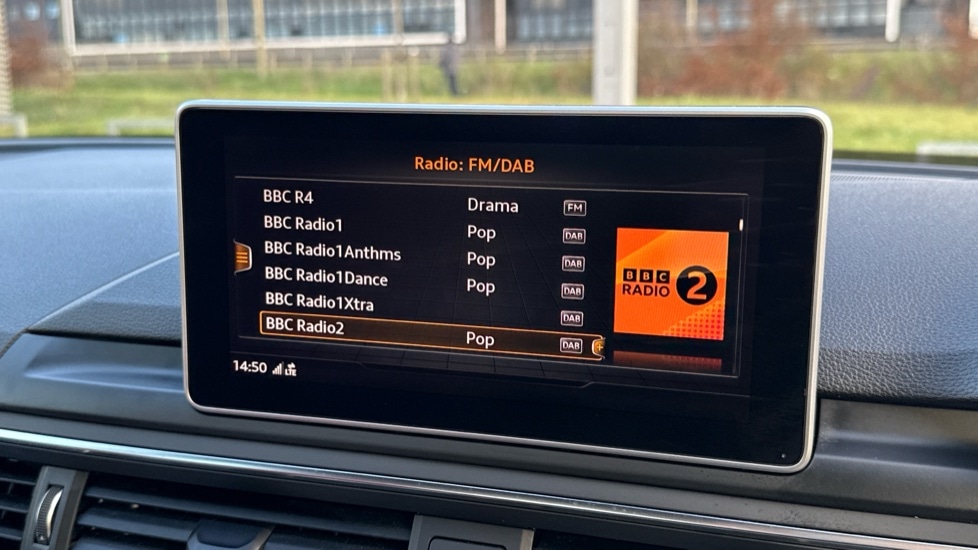 Radio: FM/DAB
BBC R4 Drama FM
BBC Radio1 Pop DAB
BBC Radio1Anthms Pop DAB
BBC Radio1Dance Pop DAB
BBC Radio1Xtra DAB
BBC Radio2 Pop DAB
BBC
RADIO 2
14:50 LTE